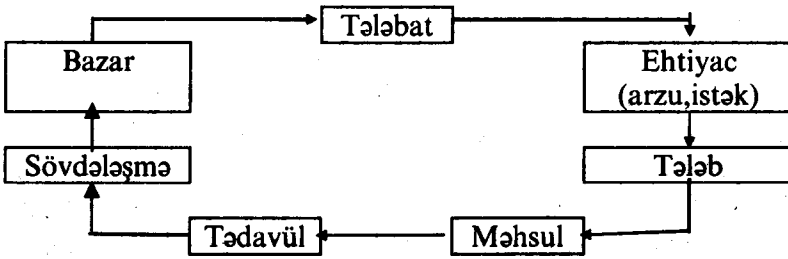 Tələbat
Bazar
Ehtiyac
(arzu,istək)
Sövdələşmə
Tələb
Tədavül
Məhsul